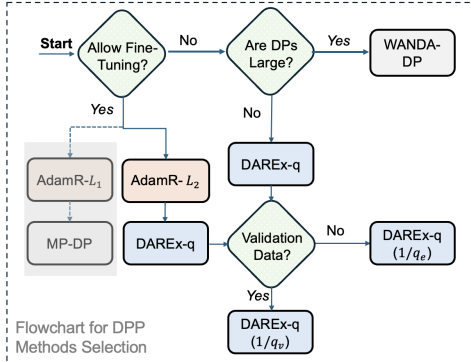 Start
Allow Fine-
Tuning?
No
Are DPs
Large?
Yes
WANDA-
DP
Yes
No
AdamR-L₁
AdamR- L₂
DAREx-q
MP-DP
DAREx-q
Validation
Data?
No
DAREx-q
(1/qₑ)
Yes
DAREx-q
(1/qᵥ)
Flowchart for DPP
Methods Selection